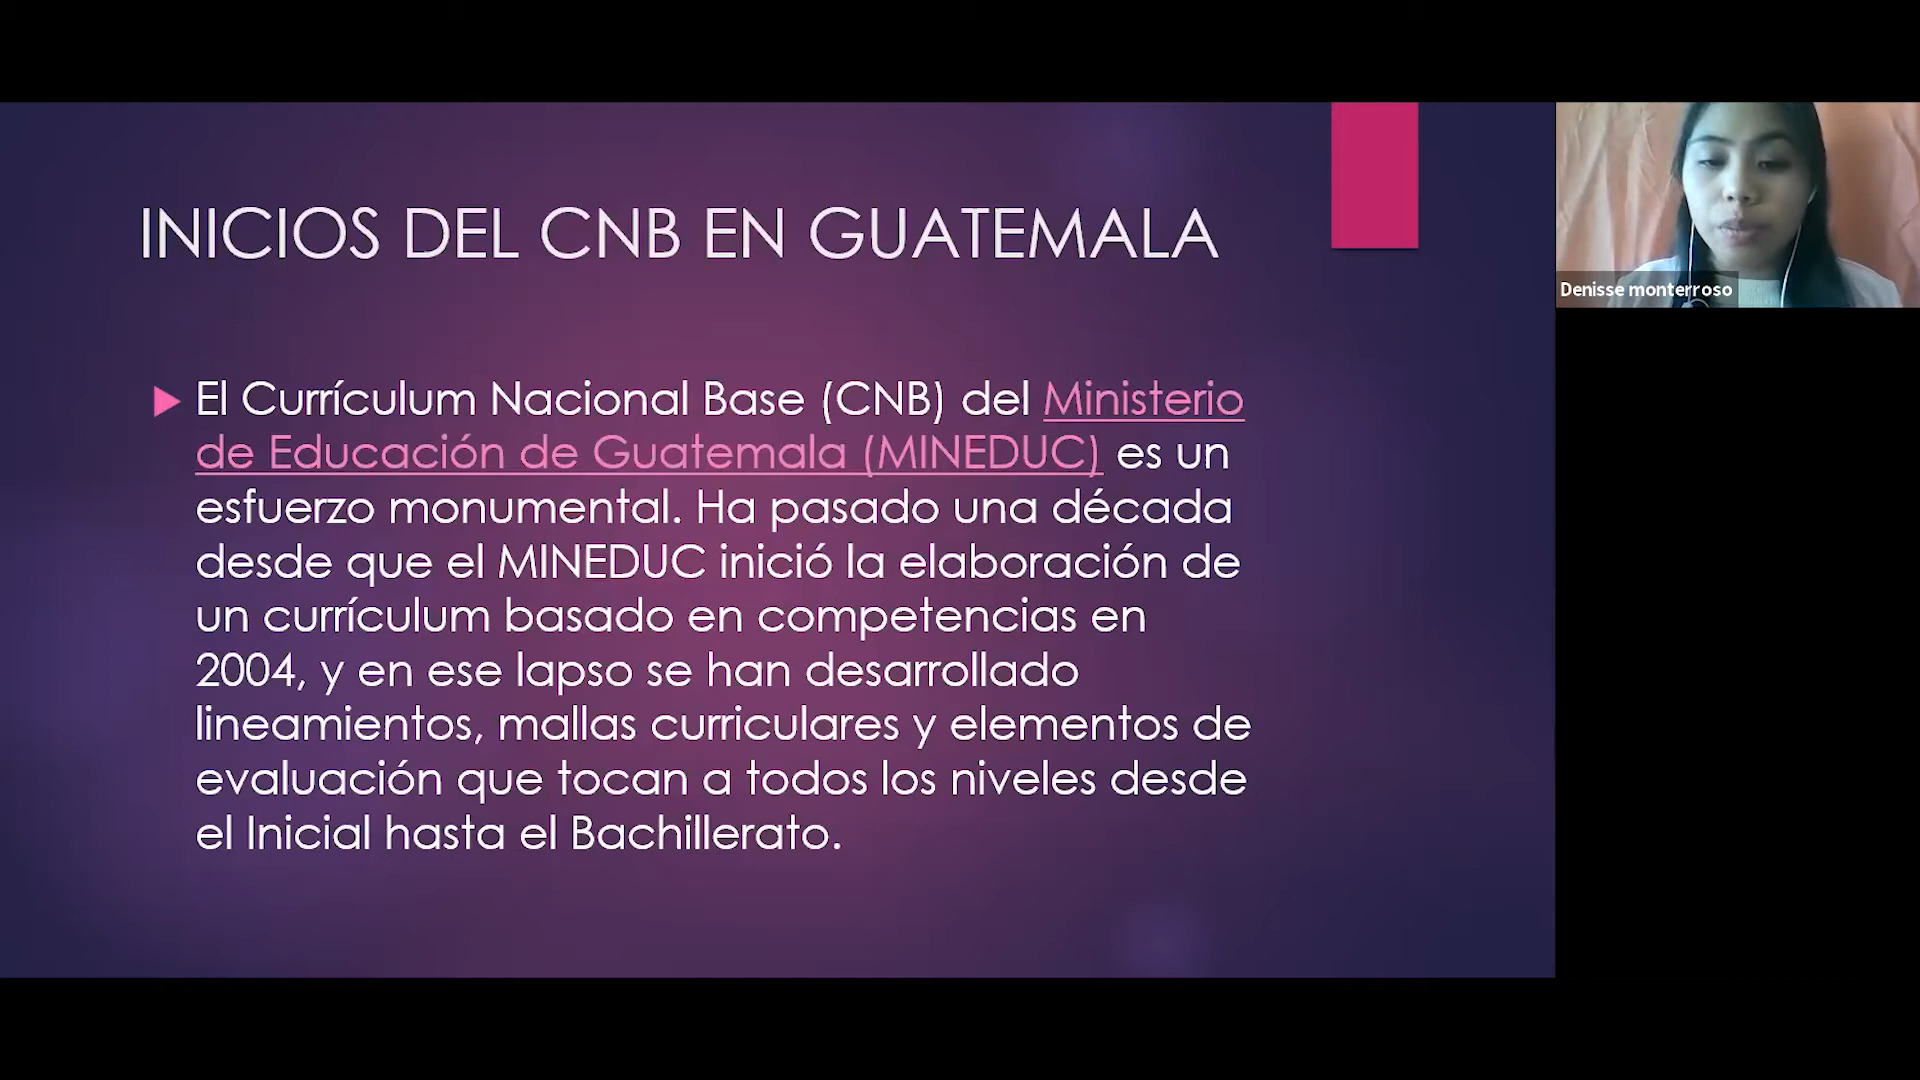 INICIOS DEL CNB EN GUATEMALA
El Currículum Nacional Base (CNB) del Ministerio
de Educación de Guatemala (MINEDUC) es un
esfuerzo monumental. Ha pasado una década
desde que el MINEDUC inició la elaboración de
un currículum basado en competencias en
2004, y en ese lapso se han desarrollado
lineamientos, mallas curriculares y elementos de
evaluación que tocan a todos los niveles desde
el Inicial hasta el Bachillerato.
Denisse monterroso